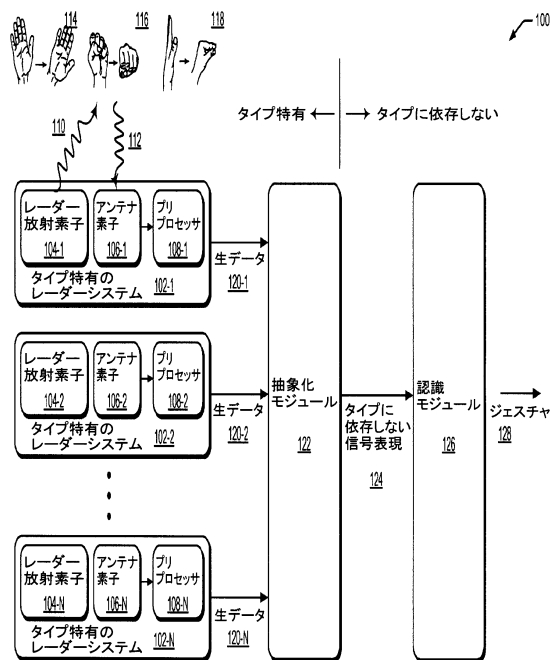 100
114
116
118
110
112
タイプ特有 ←
→ タイプに依存しない
レーダー
放射素子
104-1
アンテナ
素子
106-1
プリ
プロセッサ
108-1
タイプ特有の
レーダーシステム
102-1
生データ
120-1
レーダー
放射素子
104-2
アンテナ
素子
106-2
プリ
プロセッサ
108-2
タイプ特有の
レーダーシステム
102-2
生データ
120-2
レーダー
放射素子
104-N
アンテナ
素子
106-N
プリ
プロセッサ
108-N
タイプ特有の
レーダーシステム
102-N
生データ
120-N
抽象化
モジュール
122
タイプに
依存しない
信号表現
124
認識
モジュール
126
ジェスチャ
128